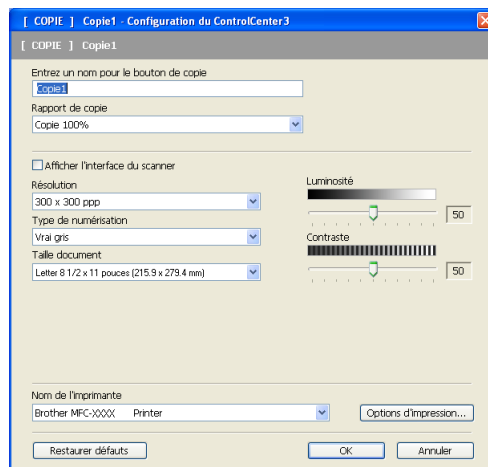 [ COPIE ] Copie1 - Configuration du ControlCenter3
[ COPIE ] Copie1
Entrez un nom pour le bouton de copie
Copie1
Rapport de copie
Copie 100%
Afficher l'interface du scanner
Résolution
300 x 300 ppp
Type de numérisation
Vrai gris
Taille document
Letter 8 1/2 x 11 pouces (215.9 x 279.4 mm)
Luminosité
50
Contraste
50
Nom de l'imprimante
Brother MFC-XXXX Printer
Options d'impression...
Restaurer défauts
OK
Annuler